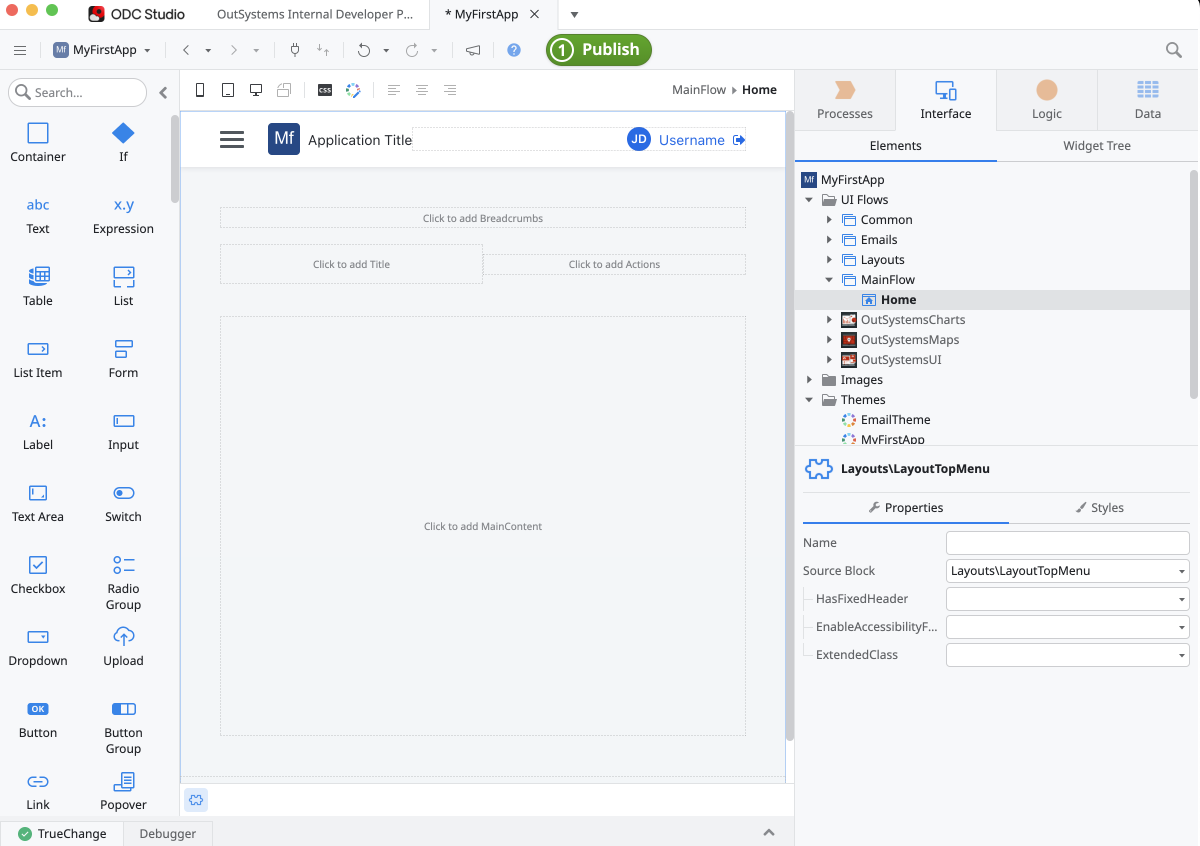 ODC Studio
OutSystems Internal Developer P...
* MyFirstApp
Mf MyFirstApp
1 Publish
Search...
CSS
MainFlow Home
Processes
Interface
Logic
Data
Elements
Widget Tree
Container
If
abc
Text
x.y
Expression
Table
List
List Item
Form
A:
Label
Input
Text Area
Switch
Checkbox
Radio
Group
Dropdown
Upload
OK
Button
Button
Group
Link
Popover
Mf Application Title
JD Username
Click to add Breadcrumbs
Click to add Title
Click to add Actions
Click to add MainContent
Mf MyFirstApp
UI Flows
Common
Emails
Layouts
MainFlow
Home
OutSystemsCharts
OutSystemsMaps
OutSystemsUI
Images
Themes
EmailTheme
MyFirstApp
Layouts\LayoutTopMenu
Properties
Styles
Name
Source Block
Layouts\LayoutTopMenu
HasFixedHeader
EnableAccessibilityF...
ExtendedClass
TrueChange
Debugger